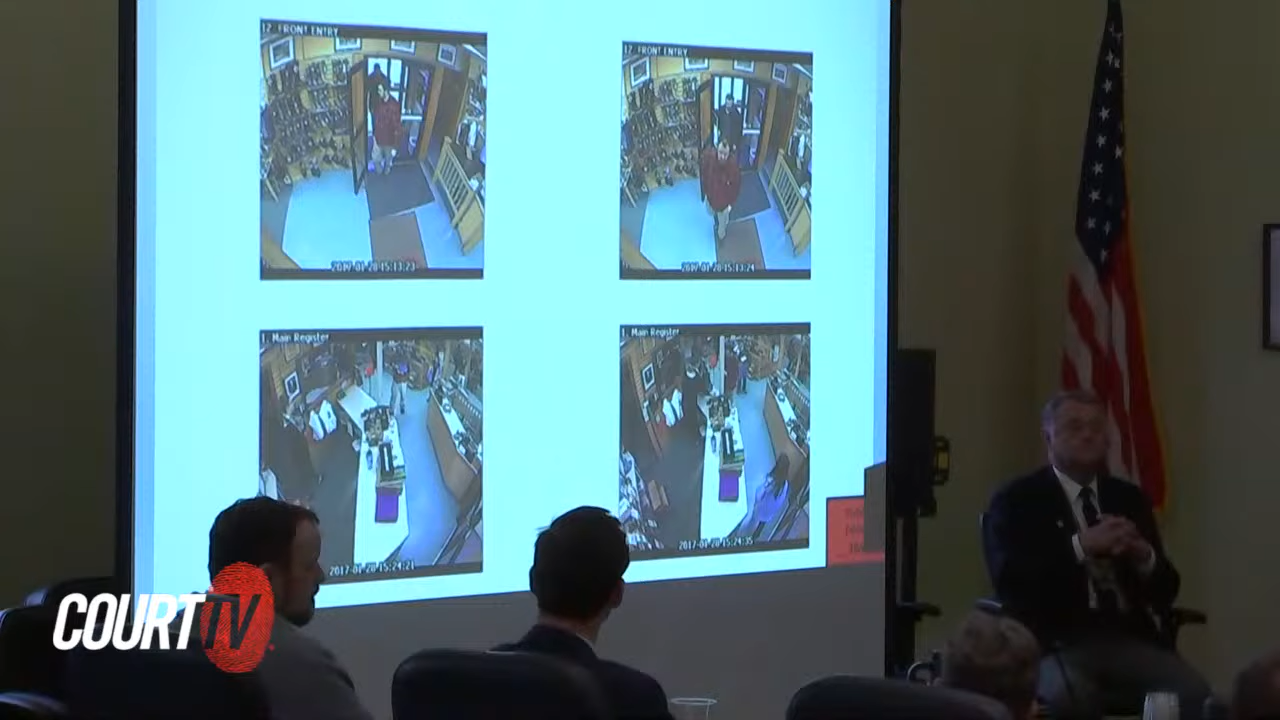 12. FRONT ENTRY
12. FRONT ENTRY
2017-01-28 15:13:23
2017-01-28 15:13:24
1. Main Register
1. Main Register
2017-01-28 15:24:21
2017-01-28 15:24:35
COURT TV